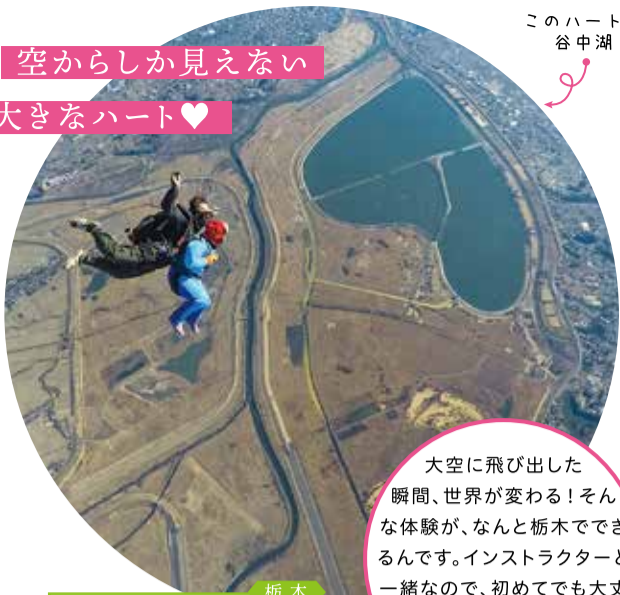 空からしか見えない
大きなハート♥
このハート
谷中湖
大空に飛び出した
瞬間、世界が変わる！そん
な体験が、なんと栃木でで
るんです。インストラクター
一緒なので、初めてでも大
栃木